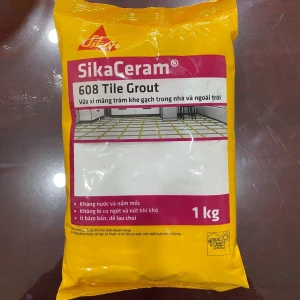 Sika
SikaCeram®
608 Tile Grout
Vữa xi măng trám khe gạch trong nhà và ngoài trời
• Kháng nước và nấm mốc
• Không bị co ngót và nứt khi khô
• Ít bám bẩn, dễ lau chùi
1 kg